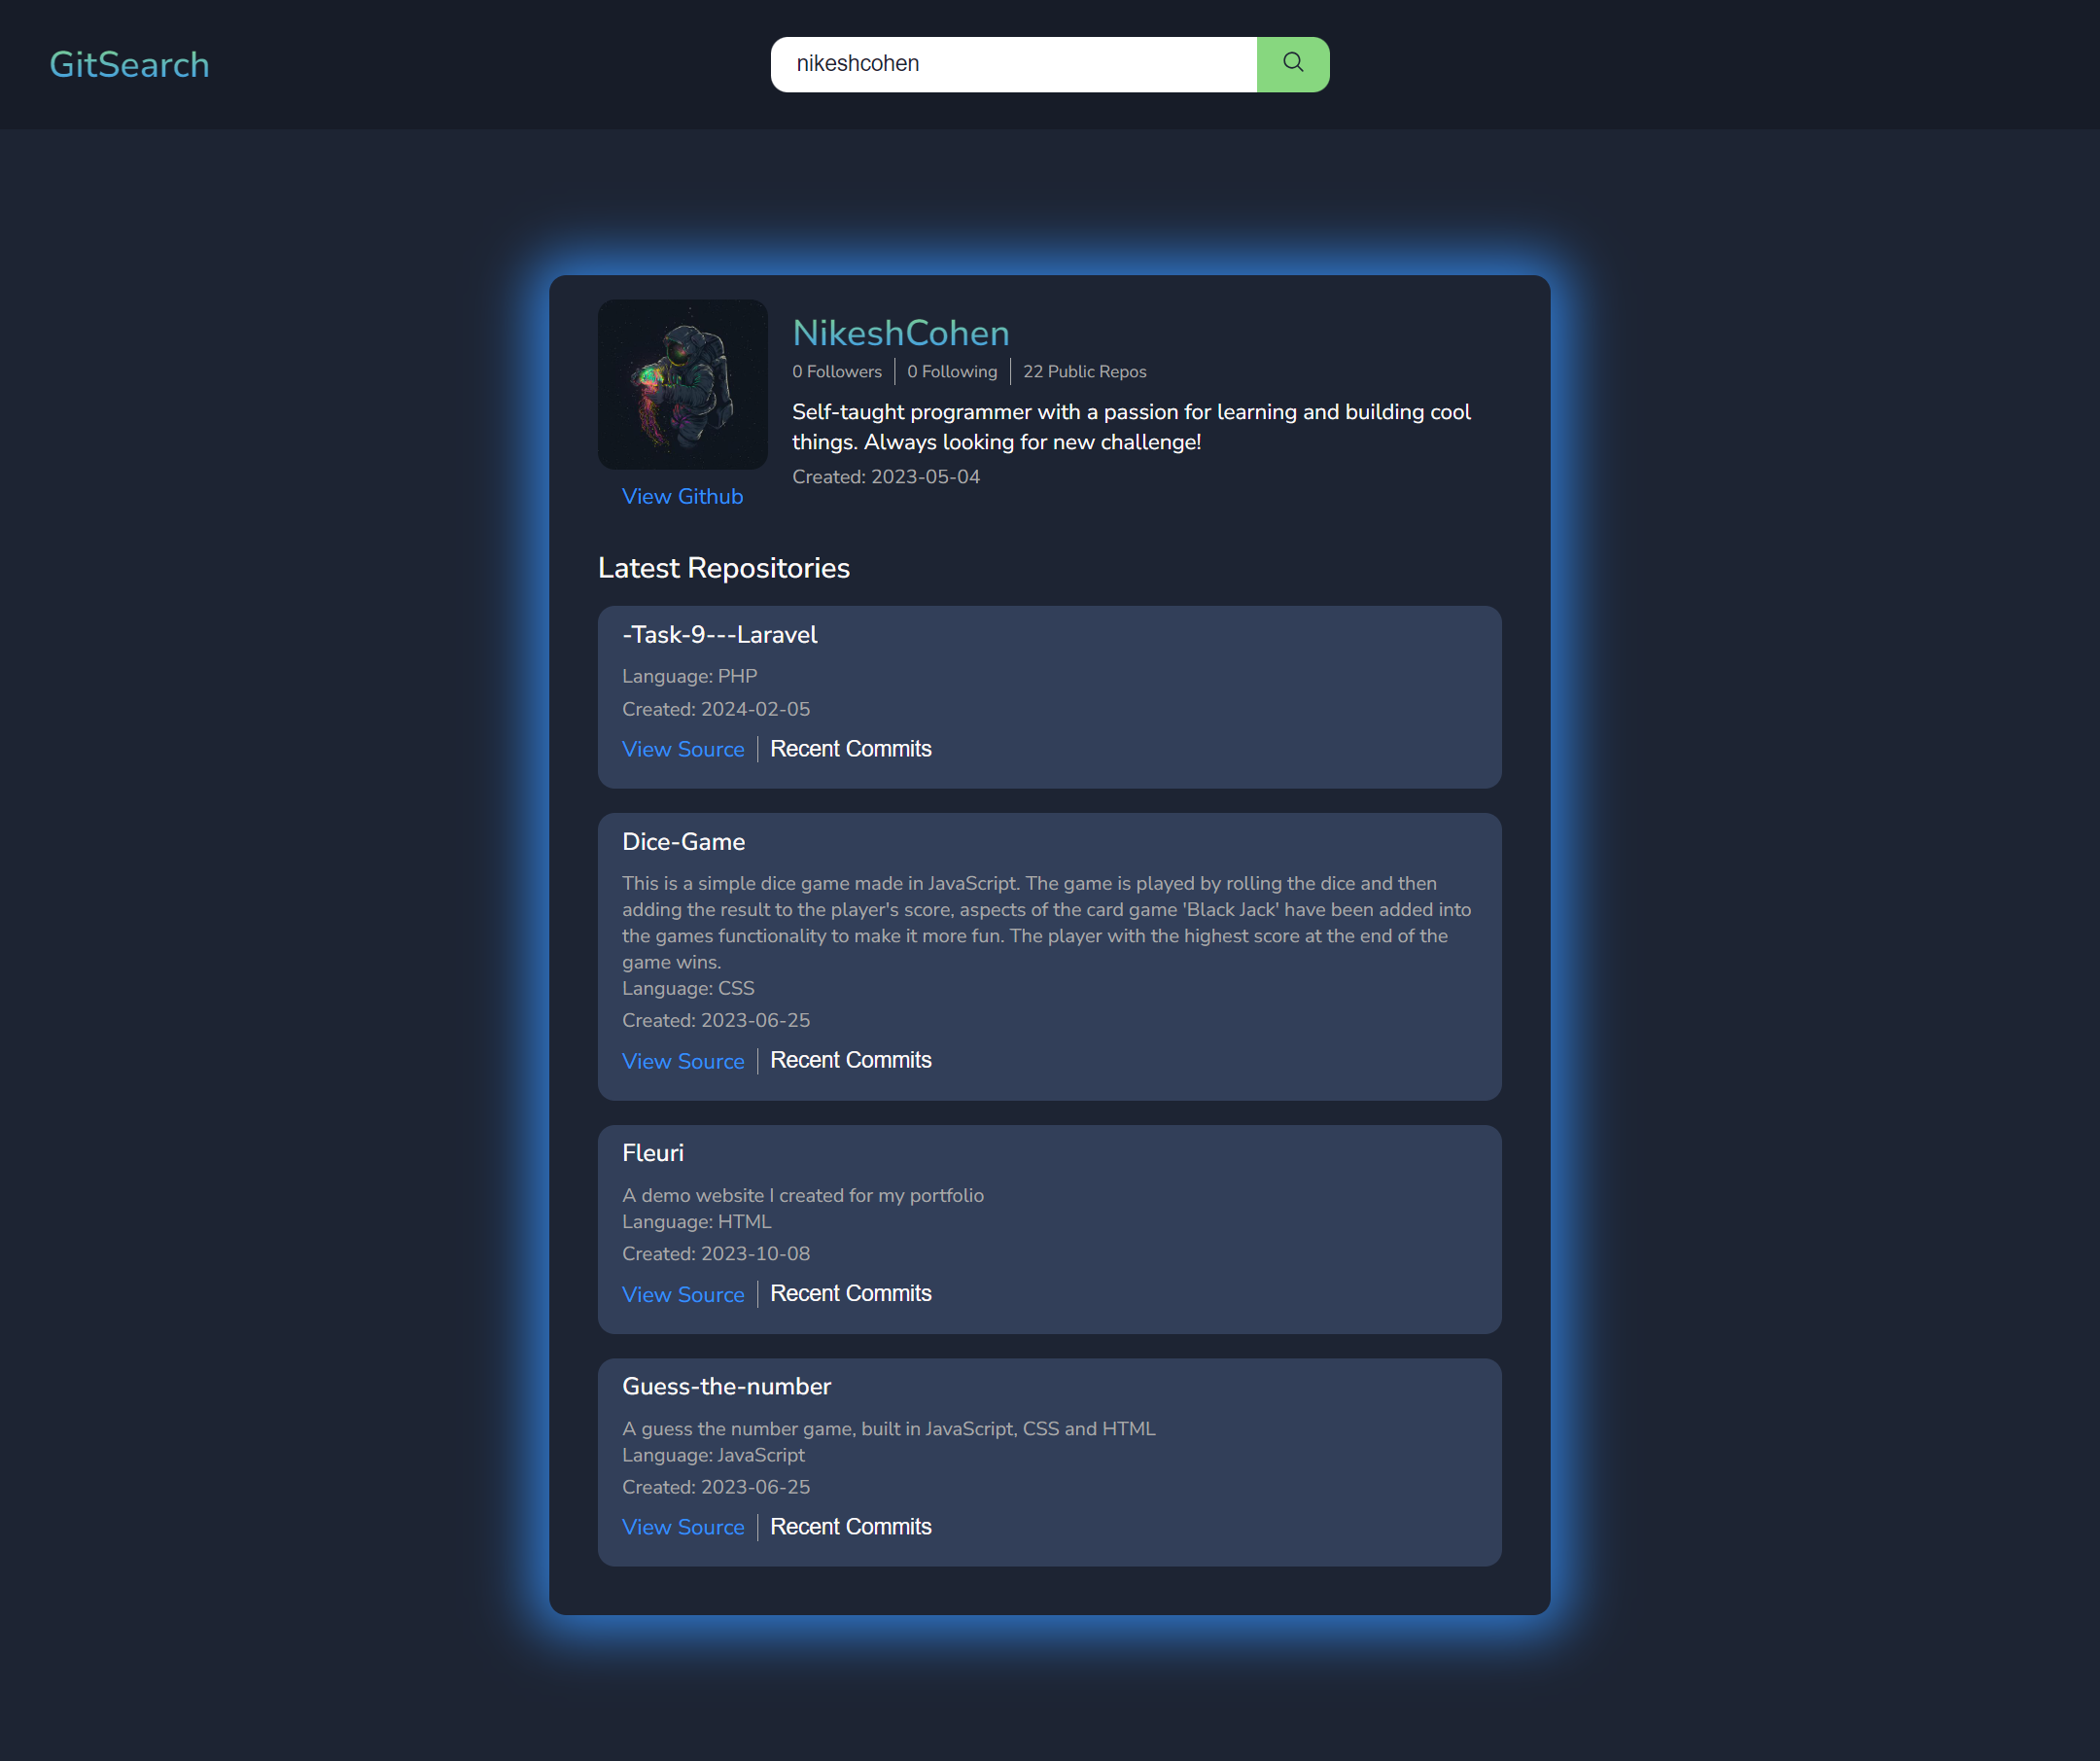 GitSearch
nikeshcohen
NikeshCohen
0 Followers | 0 Following | 22 Public Repos
Self-taught programmer with a passion for learning and building cool
things. Always looking for new challenge!
Created: 2023-05-04
View Github
Latest Repositories
-Task-9---Laravel
Language: PHP
Created: 2024-02-05
View Source | Recent Commits
Dice-Game
This is a simple dice game made in JavaScript. The game is played by rolling the dice and then
adding the result to the player's score, aspects of the card game 'Black Jack' have been added into
the games functionality to make it more fun. The player with the highest score at the end of the
game wins.
Language: CSS
Created: 2023-06-25
View Source | Recent Commits
Fleuri
A demo website I created for my portfolio
Language: HTML
Created: 2023-10-08
View Source | Recent Commits
Guess-the-number
A guess the number game, built in JavaScript, CSS and HTML
Language: JavaScript
Created: 2023-06-25
View Source | Recent Commits